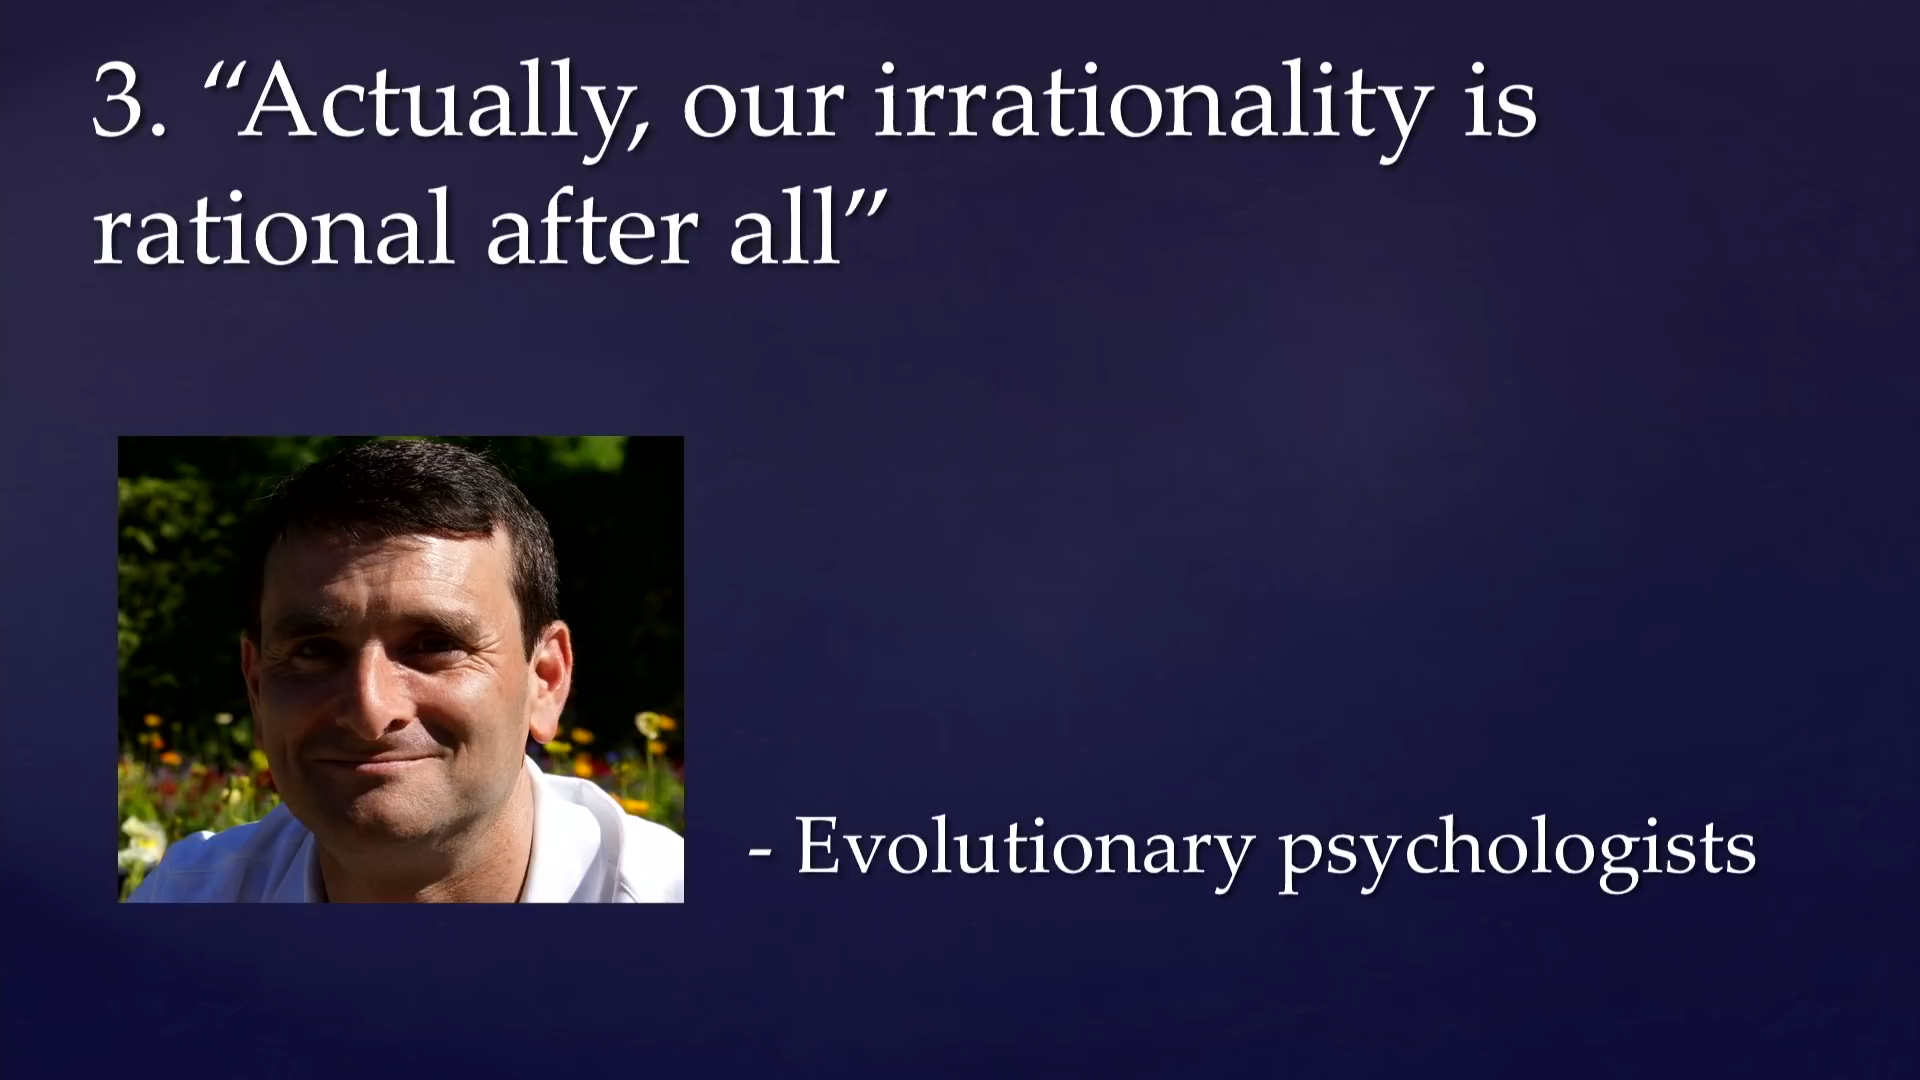 3. “Actually, our irrationality is
rational after all”
- Evolutionary psychologists